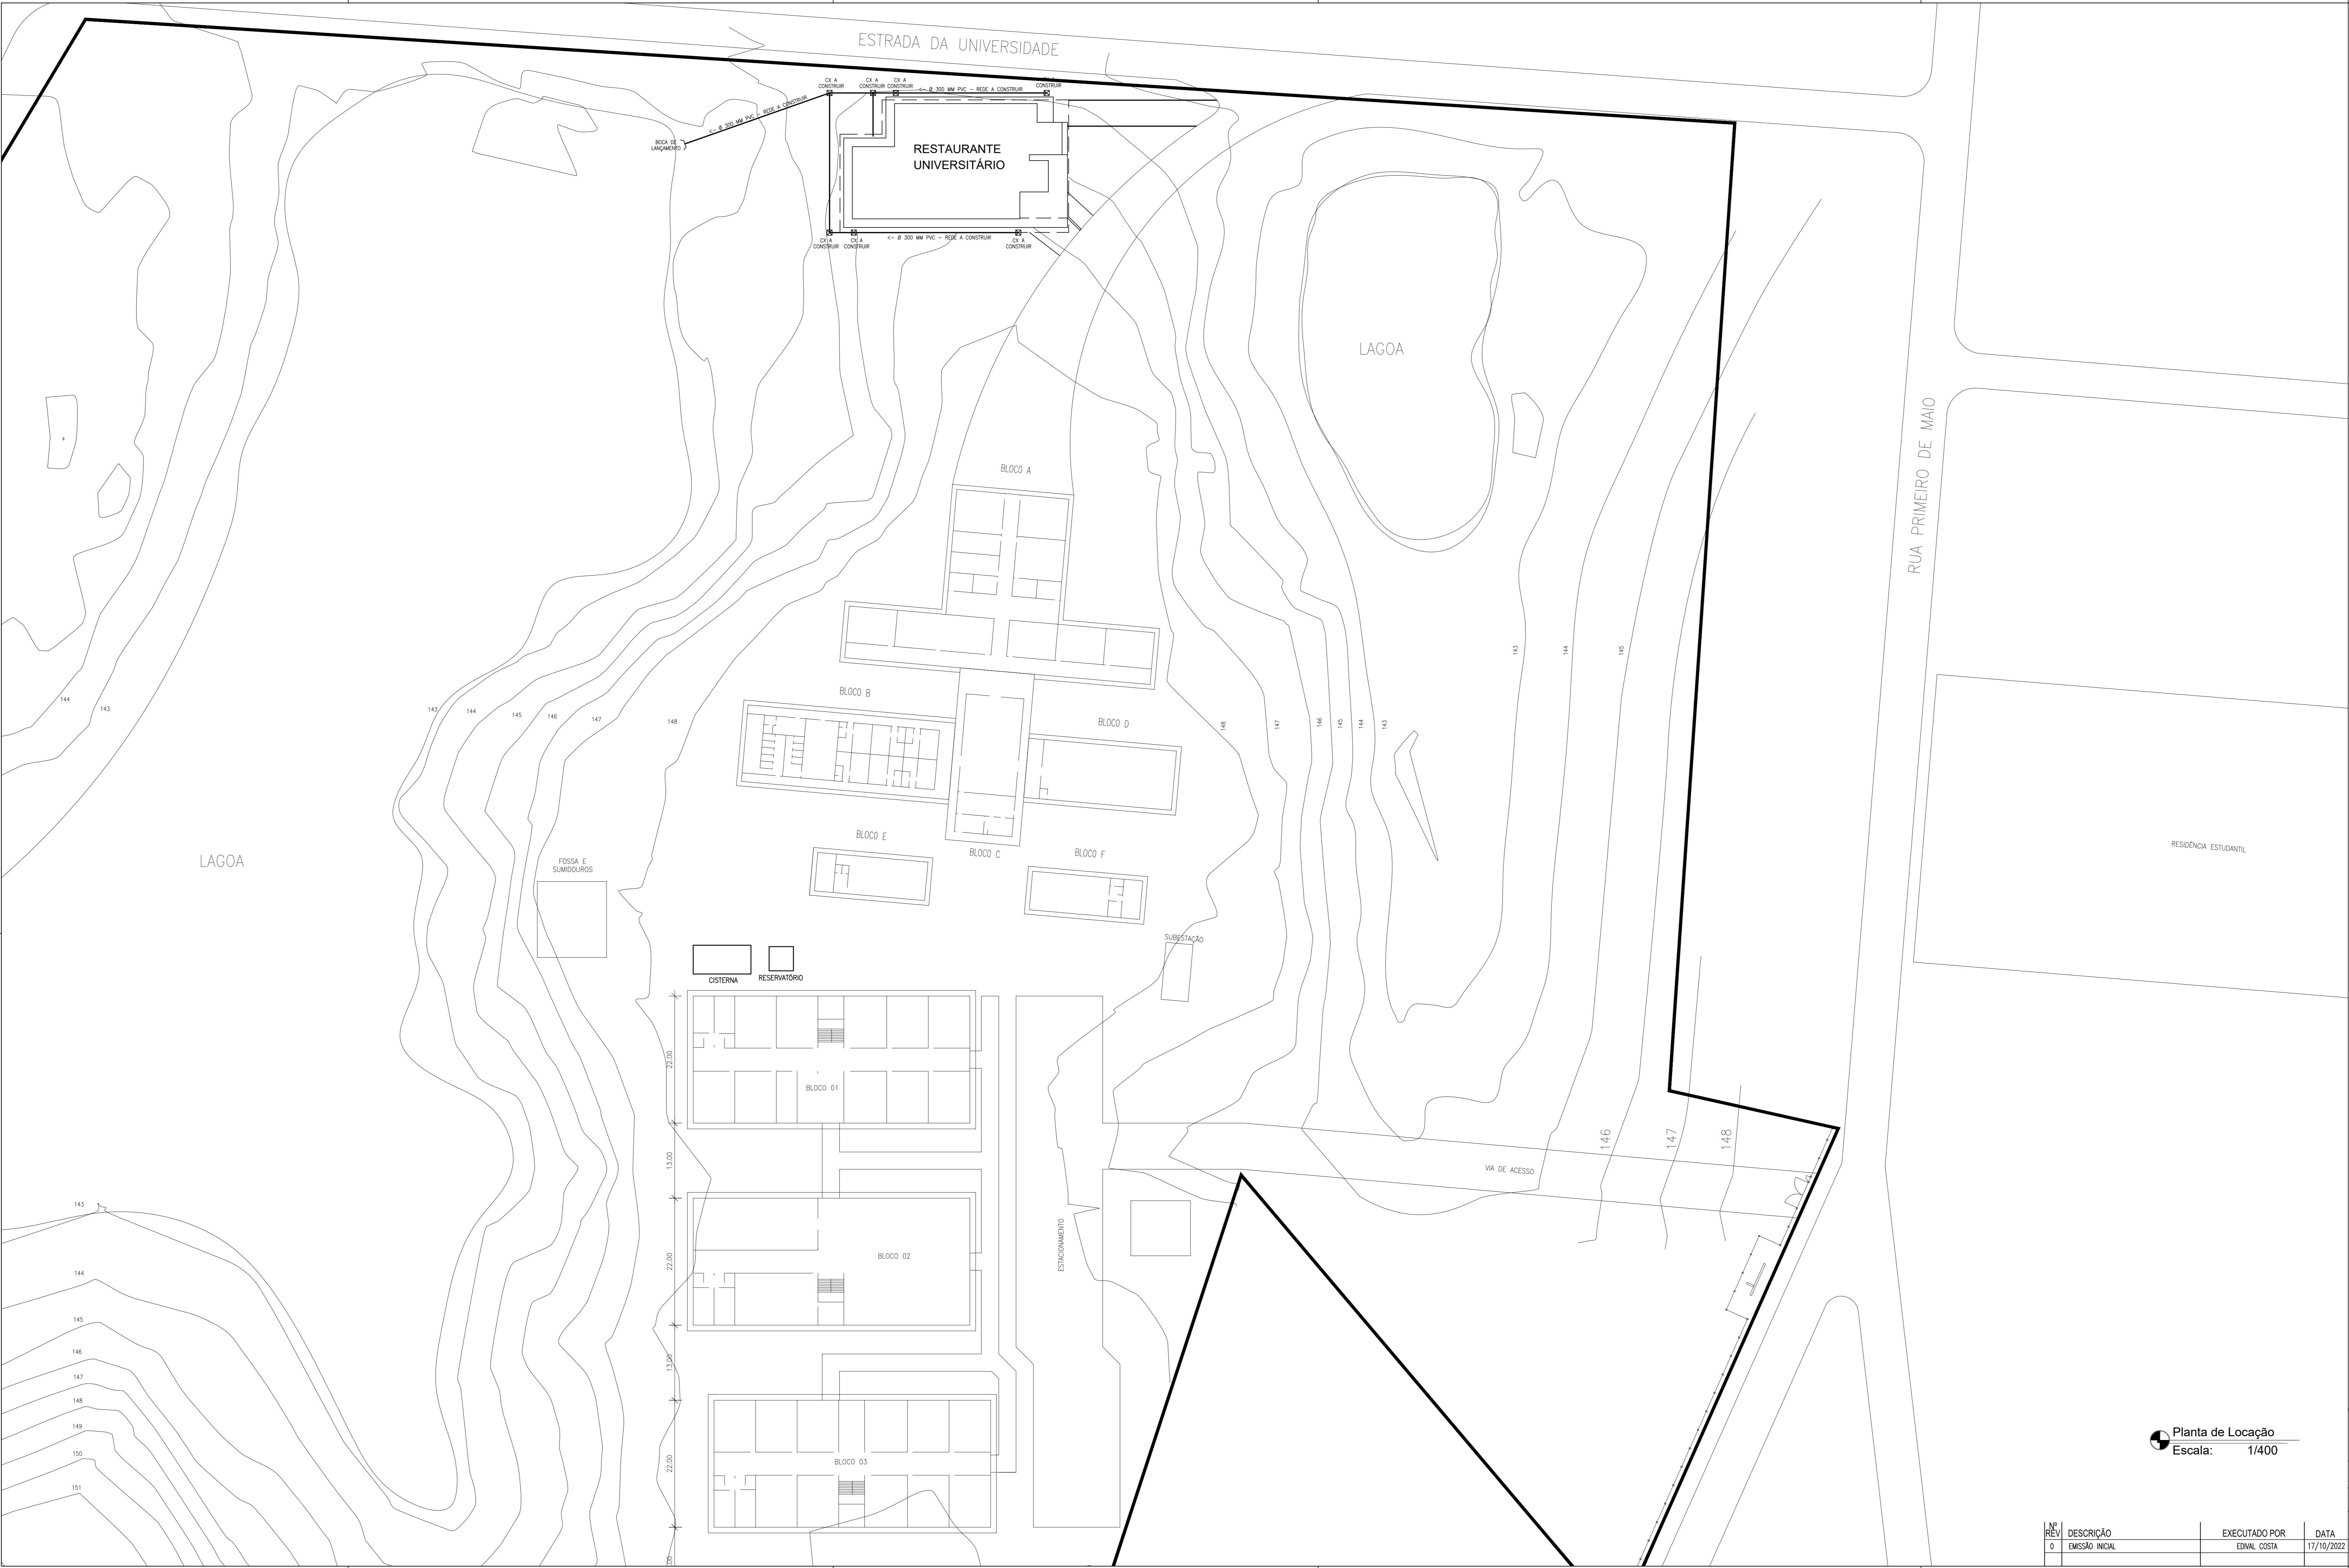 ESTRADA DA UNIVERSIDADE
CX A
CONSTRUIR
CX A
CONSTRUIR
CX A
CONSTRUIR
CX A
CONSTRUIR
<- Ø 300 MM PVC - REDE A CONSTRUIR
<- Ø 300 MM PVC - REDE A CONSTRUIR
BOCA DE
LANÇAMENTO
RESTAURANTE
UNIVERSITÁRIO
<- Ø 300 MM PVC - REDE A CONSTRUIR
CX A
CONSTRUIR
CX A
CONSTRUIR
CX A
CONSTRUIR
LAGOA
RUA PRIMEIRO DE MAIO
BLOCO A
143
144
145
144
143
143
144
145
146
147
148
BLOCO B
BLOCO D
148
147
146
145
144
143
BLOCO E
BLOCO C
BLOCO F
RESIDÊNCIA ESTUDANTIL
LAGOA
FOSSA E
SUMIDOUROS
SUBESTAÇÃO
CISTERNA
RESERVATÓRIO
22.00
BLOCO 01
13.00
146
147
148
VIA DE ACESSO
143
22.00
BLOCO 02
ESTACIONAMENTO
144
145
146
147
148
149
150
151
13.00
22.00
BLOCO 03
.00
Planta de Locação
Escala: 1/400
Nº
REV DESCRIÇÃO EXECUTADO POR DATA
0 EMISSÃO INICIAL EDIVAL COSTA 17/10/2022